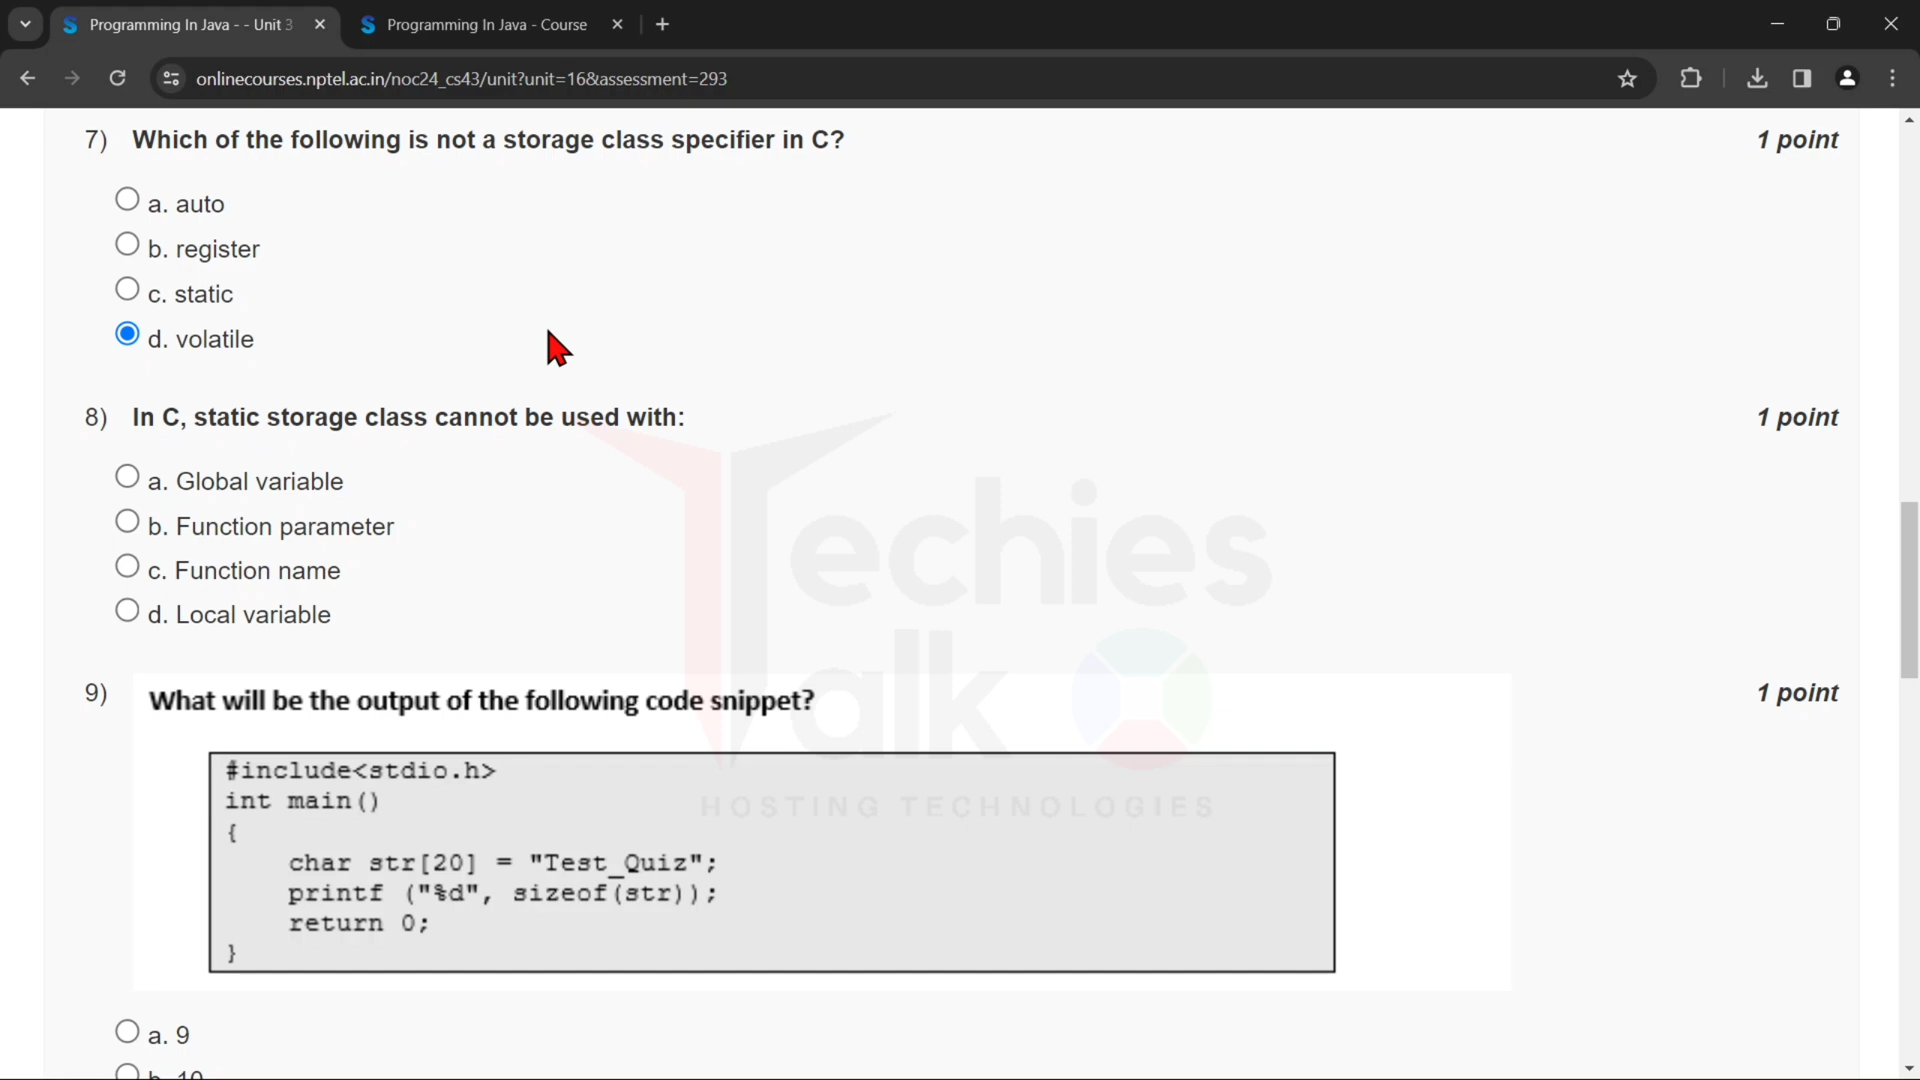 Programming In Java - - Unit 3
Programming In Java - Course
onlinecourses.nptel.ac.in/noc24_cs43/unit?unit=16&assessment=293
7) Which of the following is not a storage class specifier in C? 1 point
a. auto
b. register
c. static
d. volatile
8) In C, static storage class cannot be used with: 1 point
a. Global variable
b. Function parameter
c. Function name
d. Local variable
Techies
Talk
HOSTING TECHNOLOGIES
9) What will be the output of the following code snippet? 1 point
#include<stdio.h>
int main()
{
char str[20] = "Test_Quiz";
printf ("%d", sizeof(str));
return 0;
}
a. 9
b. 10